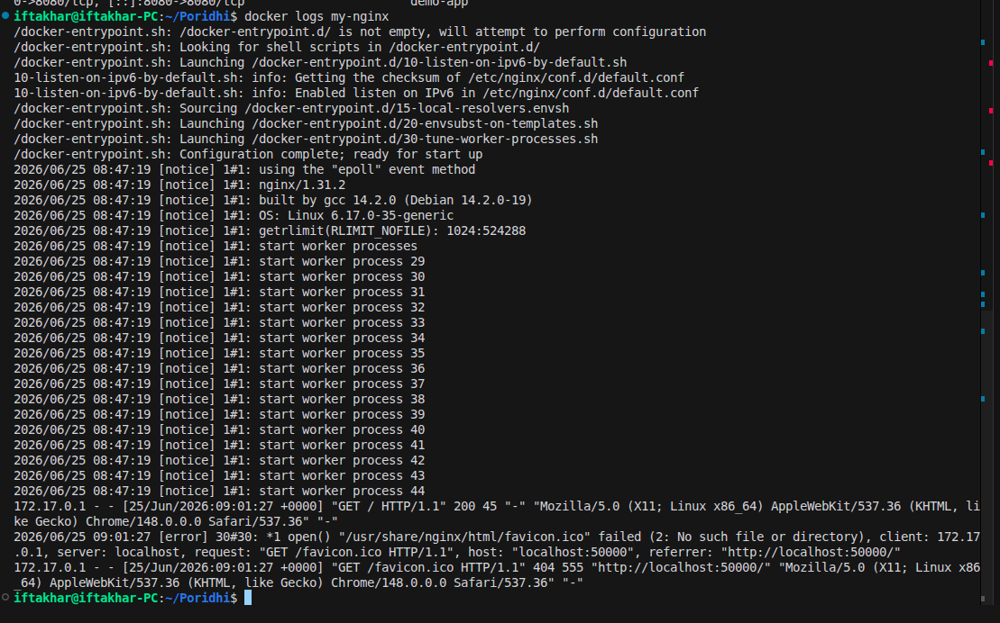 0->8080/tcp, [::]:8080->8080/tcp                       demo-app
iftakhar@iftakhar-PC:~/Poridhi$ docker logs my-nginx
/docker-entrypoint.sh: /docker-entrypoint.d/ is not empty, will attempt to perform configuration
/docker-entrypoint.sh: Looking for shell scripts in /docker-entrypoint.d/
/docker-entrypoint.sh: Launching /docker-entrypoint.d/10-listen-on-ipv6-by-default.sh
10-listen-on-ipv6-by-default.sh: info: Getting the checksum of /etc/nginx/conf.d/default.conf
10-listen-on-ipv6-by-default.sh: info: Enabled listen on IPv6 in /etc/nginx/conf.d/default.conf
/docker-entrypoint.sh: Sourcing /docker-entrypoint.d/15-local-resolvers.envsh
/docker-entrypoint.sh: Launching /docker-entrypoint.d/20-envsubst-on-templates.sh
/docker-entrypoint.sh: Launching /docker-entrypoint.d/30-tune-worker-processes.sh
/docker-entrypoint.sh: Configuration complete; ready for start up
2026/06/25 08:47:19 [notice] 1#1: using the "epoll" event method
2026/06/25 08:47:19 [notice] 1#1: nginx/1.31.2
2026/06/25 08:47:19 [notice] 1#1: built by gcc 14.2.0 (Debian 14.2.0-19)
2026/06/25 08:47:19 [notice] 1#1: OS: Linux 6.17.0-35-generic
2026/06/25 08:47:19 [notice] 1#1: getrlimit(RLIMIT_NOFILE): 1024:524288
2026/06/25 08:47:19 [notice] 1#1: start worker processes
2026/06/25 08:47:19 [notice] 1#1: start worker process 29
2026/06/25 08:47:19 [notice] 1#1: start worker process 30
2026/06/25 08:47:19 [notice] 1#1: start worker process 31
2026/06/25 08:47:19 [notice] 1#1: start worker process 32
2026/06/25 08:47:19 [notice] 1#1: start worker process 33
2026/06/25 08:47:19 [notice] 1#1: start worker process 34
2026/06/25 08:47:19 [notice] 1#1: start worker process 35
2026/06/25 08:47:19 [notice] 1#1: start worker process 36
2026/06/25 08:47:19 [notice] 1#1: start worker process 37
2026/06/25 08:47:19 [notice] 1#1: start worker process 38
2026/06/25 08:47:19 [notice] 1#1: start worker process 39
2026/06/25 08:47:19 [notice] 1#1: start worker process 40
2026/06/25 08:47:19 [notice] 1#1: start worker process 41
2026/06/25 08:47:19 [notice] 1#1: start worker process 42
2026/06/25 08:47:19 [notice] 1#1: start worker process 43
2026/06/25 08:47:19 [notice] 1#1: start worker process 44
172.17.0.1 - - [25/Jun/2026:09:01:27 +0000] "GET / HTTP/1.1" 200 45 "-" "Mozilla/5.0 (X11; Linux x86_64) AppleWebKit/537.36 (KHTML, li
ke Gecko) Chrome/148.0.0.0 Safari/537.36" "-"
2026/06/25 09:01:27 [error] 30#30: *1 open() "/usr/share/nginx/html/favicon.ico" failed (2: No such file or directory), client: 172.17
.0.1, server: localhost, request: "GET /favicon.ico HTTP/1.1", host: "localhost:50000", referrer: "http://localhost:50000/"
172.17.0.1 - - [25/Jun/2026:09:01:27 +0000] "GET /favicon.ico HTTP/1.1" 404 555 "http://localhost:50000/" "Mozilla/5.0 (X11; Linux x86
_64) AppleWebKit/537.36 (KHTML, like Gecko) Chrome/148.0.0.0 Safari/537.36" "-"
iftakhar@iftakhar-PC:~/Poridhi$